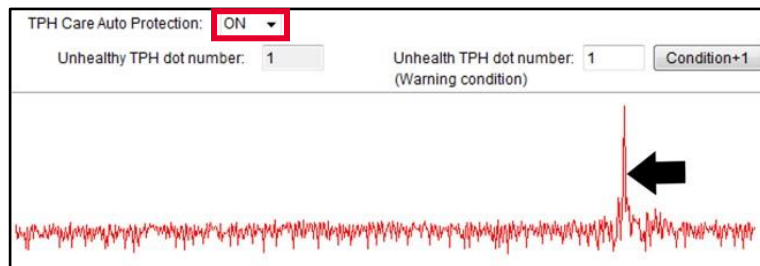 TPH Care Auto Protection: ON
Unhealthy TPH dot number: 1 Unhealth TPH dot number: 1 Condition+1
(Warning condition)